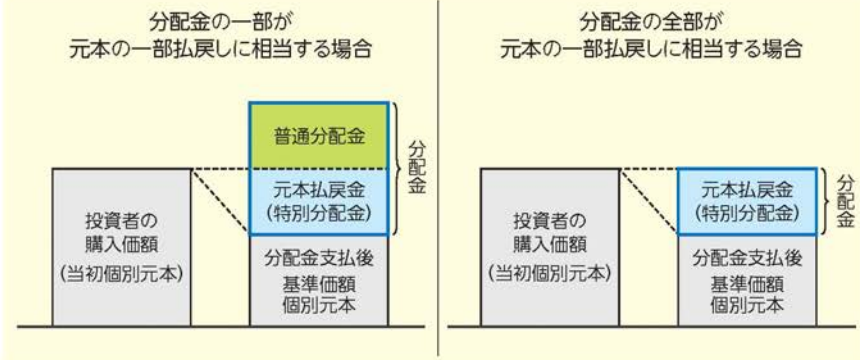 分配金の一部が
元本の一部払戻しに相当する場合
普通分配金
元本払戻金
(特別分配金)
分配金
投資者の
購入価額
(当初個別元本)
分配金支払後
基準価額
個別元本
分配金の全部が
元本の一部払戻しに相当する場合
元本払戻金
(特別分配金)
分配金
投資者の
購入価額
(当初個別元本)
分配金支払後
基準価額
個別元本